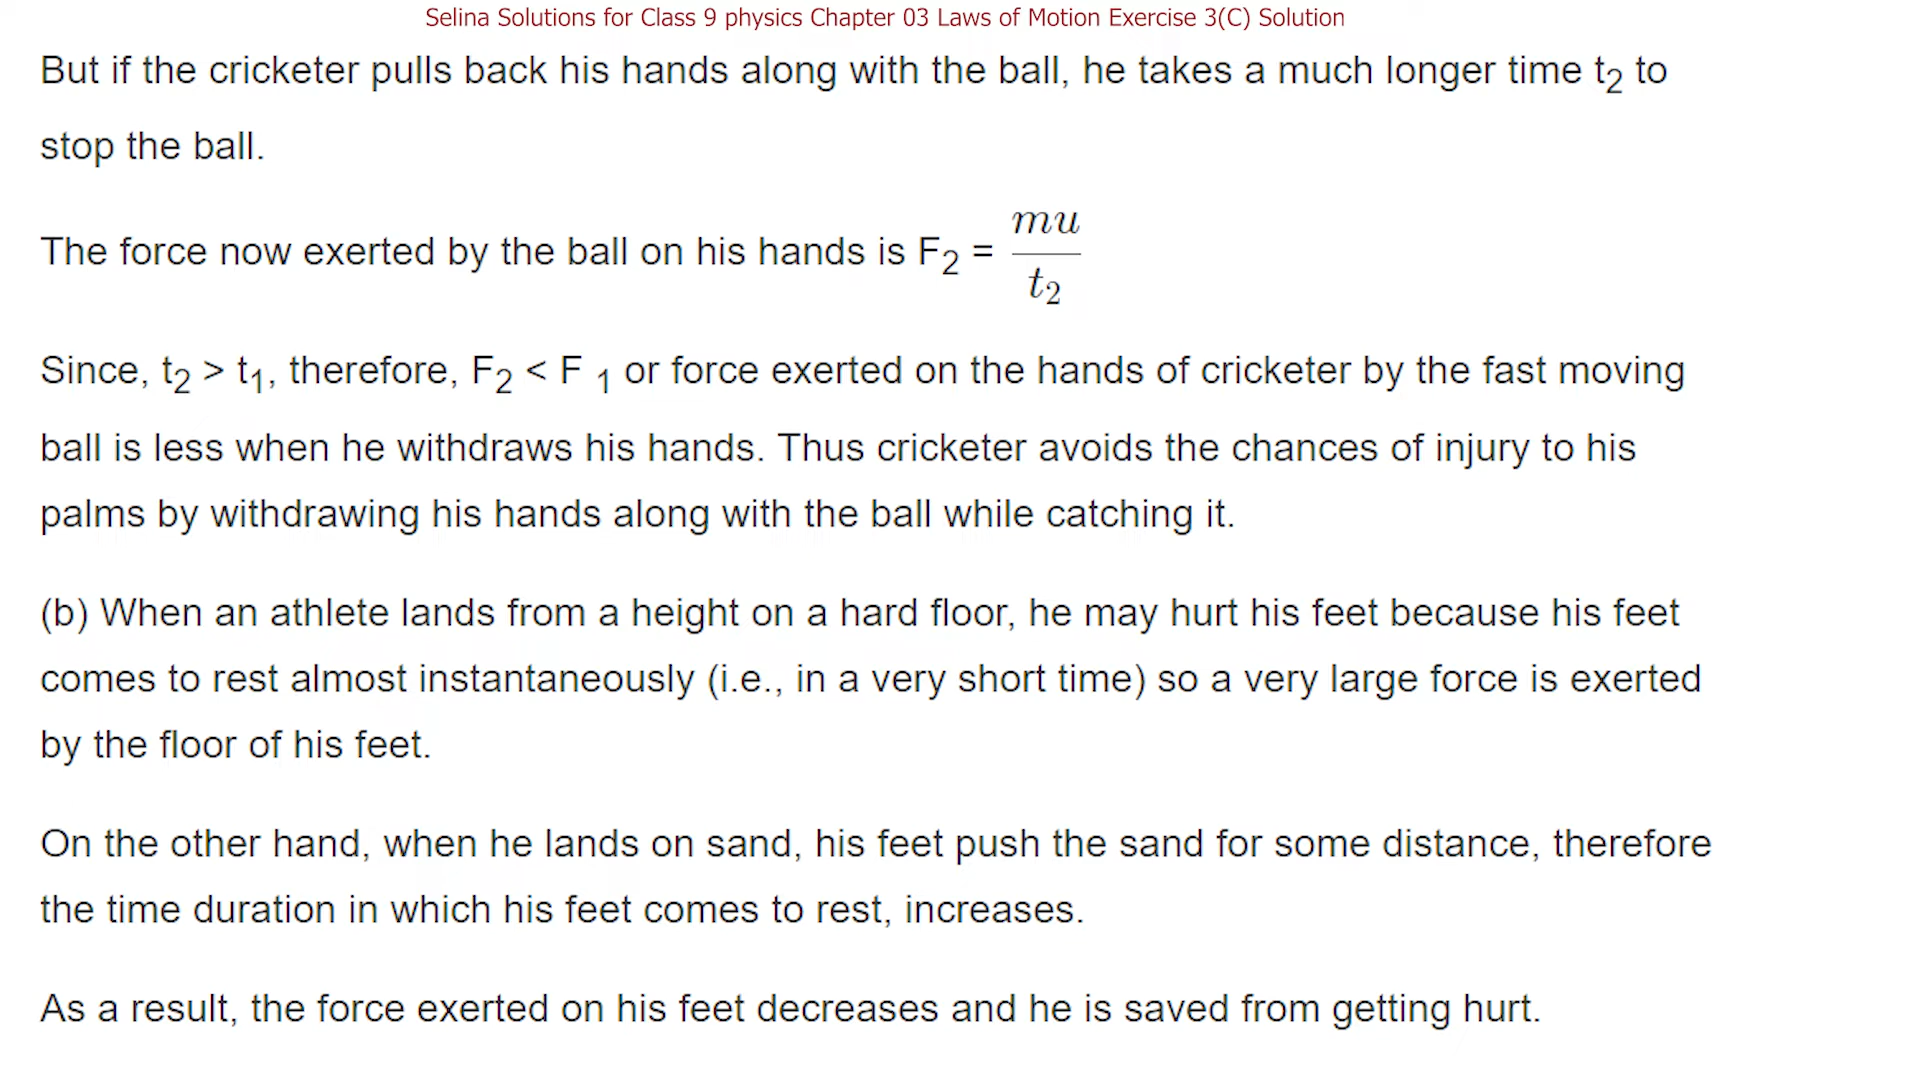 Selina Solutions for Class 9 physics Chapter 03 Laws of Motion Exercise 3(C) Solution
But if the cricketer pulls back his hands along with the ball, he takes a much longer time t₂ to
stop the ball.
The force now exerted by the ball on his hands is F₂ = mu/t₂
Since, t₂ > t₁, therefore, F₂ < F ₁ or force exerted on the hands of cricketer by the fast moving
ball is less when he withdraws his hands. Thus cricketer avoids the chances of injury to his
palms by withdrawing his hands along with the ball while catching it.
(b) When an athlete lands from a height on a hard floor, he may hurt his feet because his feet
comes to rest almost instantaneously (i.e., in a very short time) so a very large force is exerted
by the floor of his feet.
On the other hand, when he lands on sand, his feet push the sand for some distance, therefore
the time duration in which his feet comes to rest, increases.
As a result, the force exerted on his feet decreases and he is saved from getting hurt.